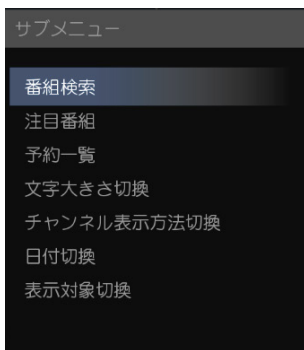 サブメニュー
番組検索
注目番組
予約一覧
文字大きさ切換
チャンネル表示方法切換
日付切換
表示対象切換